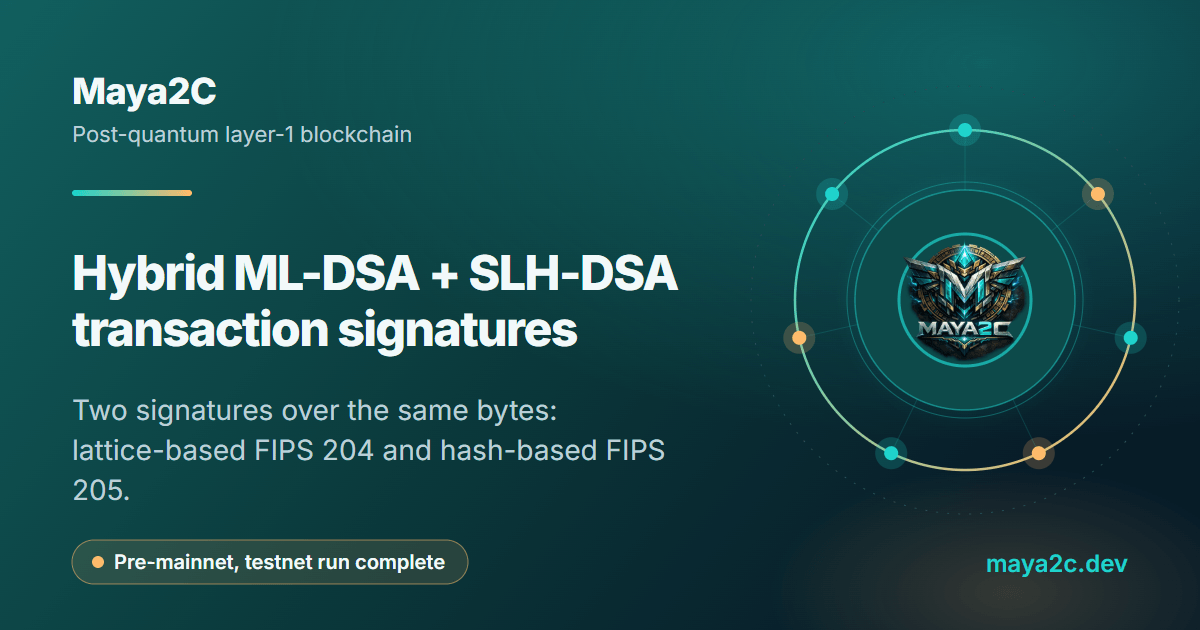 Maya2C
Post-quantum layer-1 blockchain
Hybrid ML-DSA + SLH-DSA
transaction signatures
Two signatures over the same bytes:
lattice-based FIPS 204 and hash-based FIPS
205.
Pre-mainnet, testnet run complete
MAYA2C
maya2c.dev